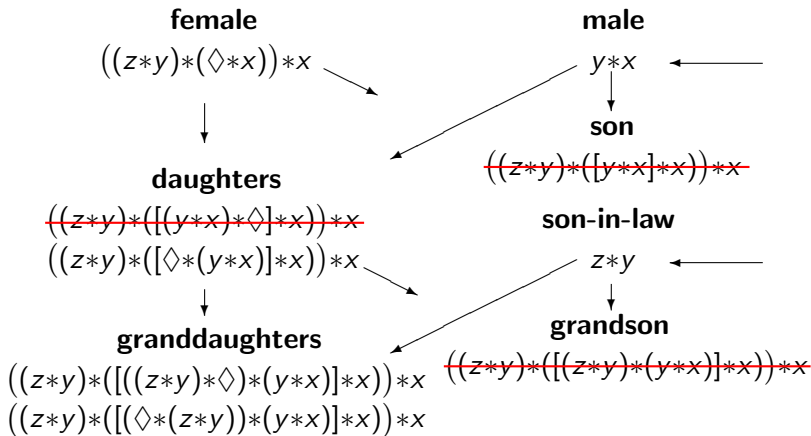 female
((z*y)*(◊*x))*x
male
y*x
son
((z*y)*([y*x]*x))*x
daughters
((z*y)*([(y*x)*◊]*x))*x
((z*y)*([◊*(y*x)]*x))*x
son-in-law
z*y
granddaughters
((z*y)*([((z*y)*◊)*(y*x)]*x))*x
((z*y)*([(◊*(z*y))*(y*x)]*x))*x
grandson
((z*y)*([(z*y)*(y*x)]*x))*x